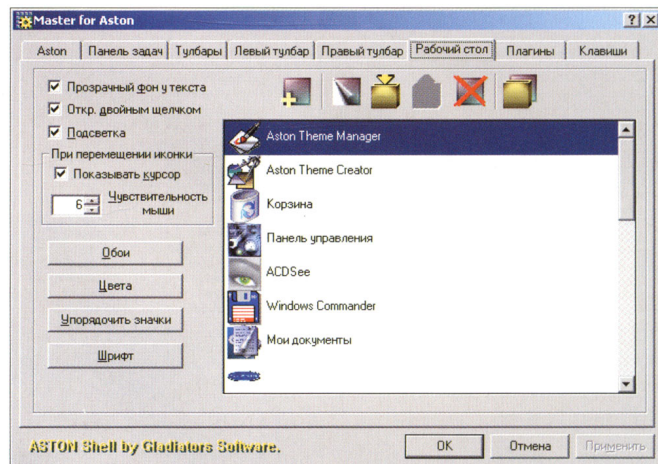 Master for Aston
Aston Панель задач Тулбары Левый тулбар Правый тулбар Рабочий стол Плагины Клавиши
Прозрачный фон у текста
Откр. двойным щелчком
Подсветка
При перемещении иконки
Показывать курсор
6 Чувствительность мыши
Обои
Цвета
Упорядочить значки
Шрифт
Aston Theme Manager
Aston Theme Creator
Корзина
Панель управления
ACDSee
Windows Commander
Мои документы
ASTON Shell by Gladiators Software.
OK Отмена Применить